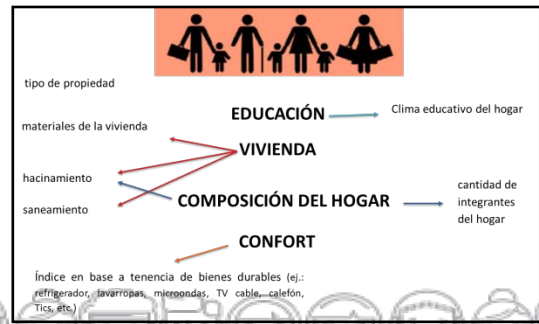 tipo de propiedad
EDUCACIÓN
Clima educativo del hogar
materiales de la vivienda
VIVIENDA
hacinamiento
COMPOSICIÓN DEL HOGAR
cantidad de
integrantes
del hogar
saneamiento
CONFORT
Índice en base a tenencia de bienes durables (ej.:
refrigerador, lavarropas, microondas, TV cable, calefón,
Tics, etc.)